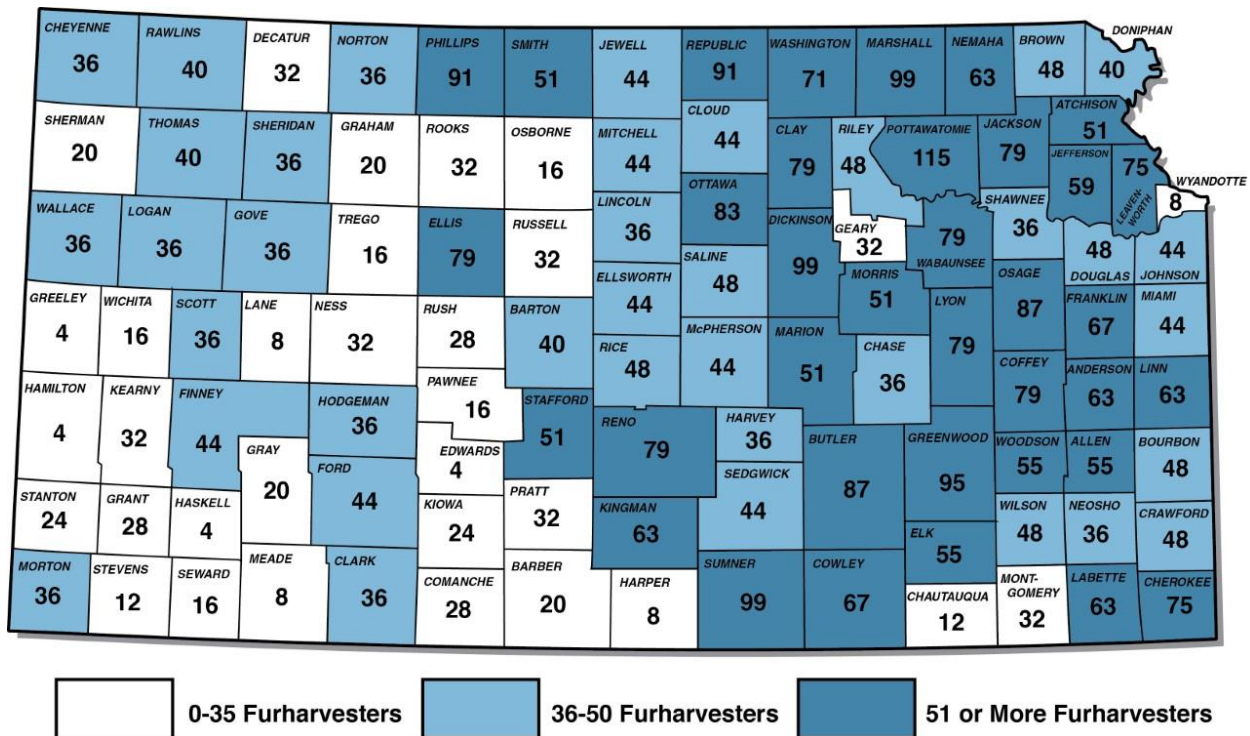 CHEYENNE
36
RAWLINS
40
DECATUR
32
NORTON
36
PHILLIPS
91
SMITH
51
JEWELL
44
REPUBLIC
91
WASHINGTON
71
MARSHALL
99
NEMAHA
63
BROWN
48
DONIPHAN
40
SHERMAN
20
THOMAS
40
SHERIDAN
36
GRAHAM
20
ROOKS
32
OSBORNE
16
MITCHELL
44
CLOUD
44
CLAY
79
RILEY
48
POTTAWATOMIE
115
JACKSON
79
ATCHISON
51
JEFFERSON
59
75
LEAVEN-
WORTH
WYANDOTTE
8
WALLACE
36
LOGAN
36
GOVE
36
TREGO
16
ELLIS
79
RUSSELL
32
LINCOLN
36
OTTAWA
83
DICKINSON
99
GEARY
32
79
WABAUNSEE
SHAWNEE
36
48
DOUGLAS
44
JOHNSON
GREELEY
4
WICHITA
16
SCOTT
36
LANE
8
NESS
32
RUSH
28
BARTON
40
ELLSWORTH
44
SALINE
48
MORRIS
51
LYON
79
OSAGE
87
FRANKLIN
67
MIAMI
44
HAMILTON
4
KEARNY
32
FINNEY
44
HODGEMAN
36
PAWNEE
16
STAFFORD
51
RICE
48
McPHERSON
44
MARION
51
CHASE
36
COFFEY
79
ANDERSON
63
LINN
63
GRAY
20
FORD
44
EDWARDS
4
RENO
79
HARVEY
36
BUTLER
87
GREENWOOD
95
WOODSON
55
ALLEN
55
BOURBON
48
STANTON
24
GRANT
28
HASKELL
4
KIOWA
24
PRATT
32
KINGMAN
63
SEDGWICK
44
ELK
55
WILSON
48
NEOSHO
36
CRAWFORD
48
MORTON
36
STEVENS
12
SEWARD
16
MEADE
8
CLARK
36
COMANCHE
28
BARBER
20
HARPER
8
SUMNER
99
COWLEY
67
CHAUTAUQUA
12
MONT-
GOMERY
32
LABETTE
63
CHEROKEE
75
0-35 Furharvesters
36-50 Furharvesters
51 or More Furharvesters